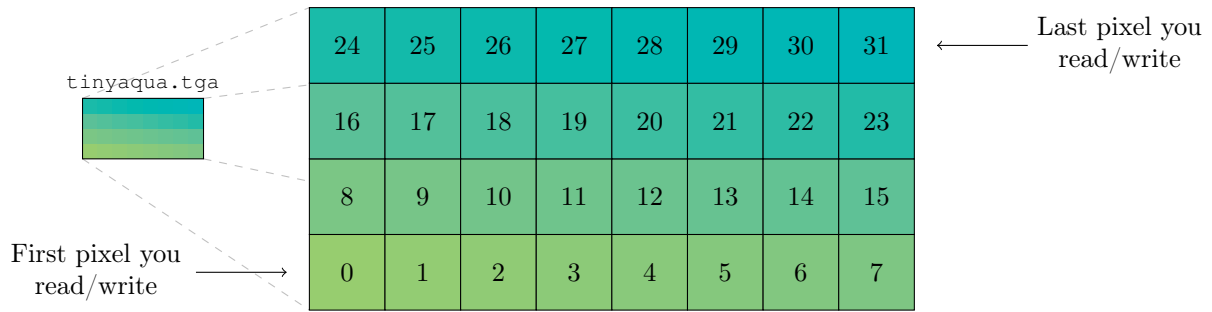 24 25 26 27 28 29 30 31
Last pixel you
read/write
tinyaqua.tga
16 17 18 19 20 21 22 23
8 9 10 11 12 13 14 15
First pixel you
read/write
0 1 2 3 4 5 6 7